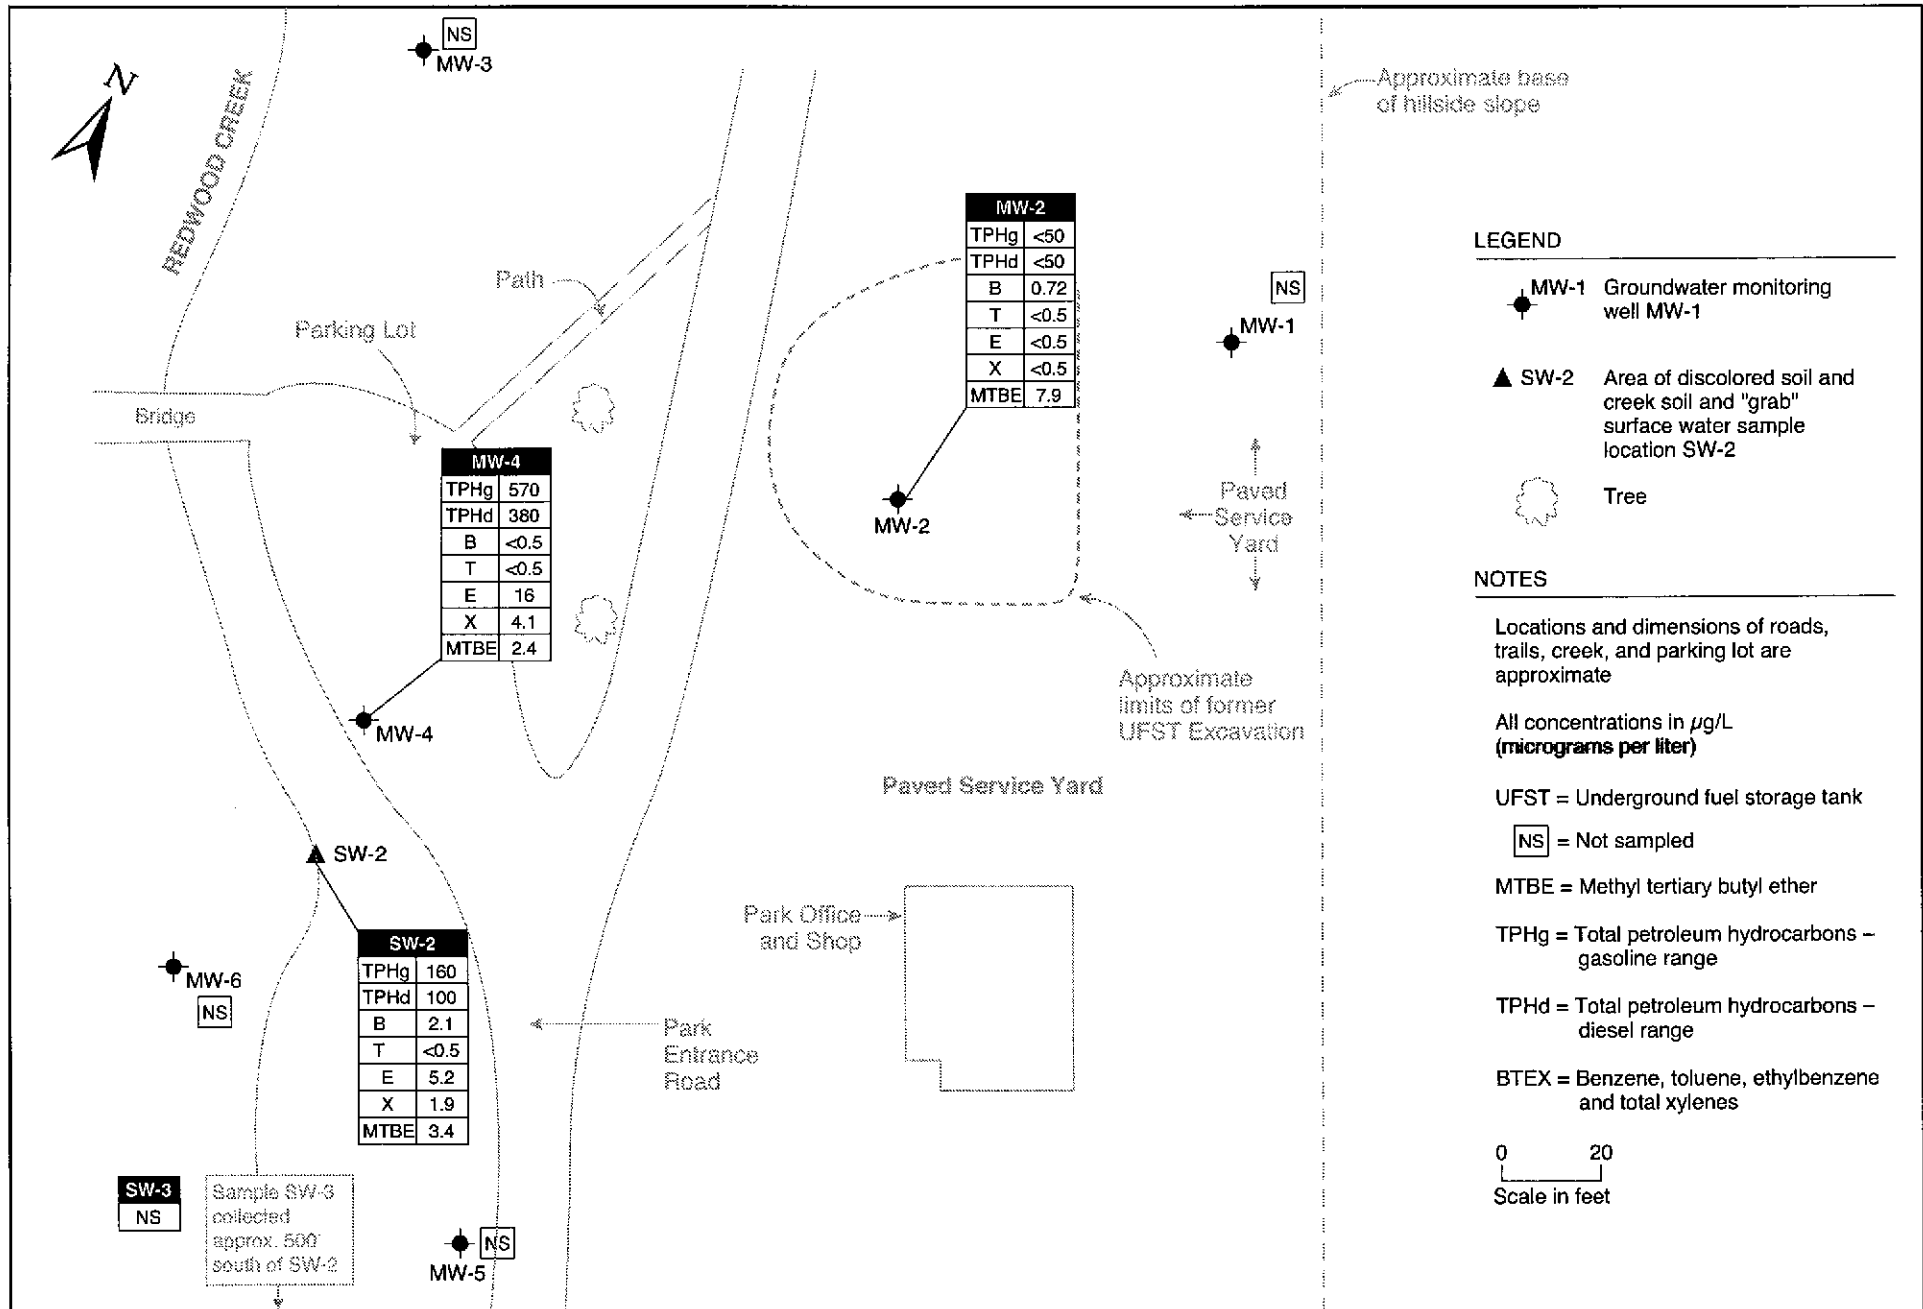 N
REDWOOD CREEK
NS
MW-3
Approximate base
of hillside slope
Path
Parking Lot
Bridge
MW-2
TPHg <50
TPHd <50
B 0.72
T <0.5
E <0.5
X <0.5
MTBE 7.9
MW-2
NS
MW-1
Paved
Service
Yard
MW-4
TPHg 570
TPHd 380
B <0.5
T <0.5
E 16
X 4.1
MTBE 2.4
MW-4
Approximate
limits of former
UFST Excavation
Paved Service Yard
SW-2
SW-2
TPHg 160
TPHd 100
B 2.1
T <0.5
E 5.2
X 1.9
MTBE 3.4
MW-6
NS
Park Office
and Shop
Park
Entrance
Road
SW-3
NS
Sample SW-3
collected
approx. 500'
south of SW-2
NS
MW-5
LEGEND
MW-1 Groundwater monitoring
well MW-1
SW-2 Area of discolored soil and
creek soil and "grab"
surface water sample
location SW-2
Tree
NOTES
Locations and dimensions of roads,
trails, creek, and parking lot are
approximate
All concentrations in µg/L
(micrograms per liter)
UFST = Underground fuel storage tank
NS = Not sampled
MTBE = Methyl tertiary butyl ether
TPHg = Total petroleum hydrocarbons –
gasoline range
TPHd = Total petroleum hydrocarbons –
diesel range
BTEX = Benzene, toluene, ethylbenzene
and total xylenes
0 20
Scale in feet